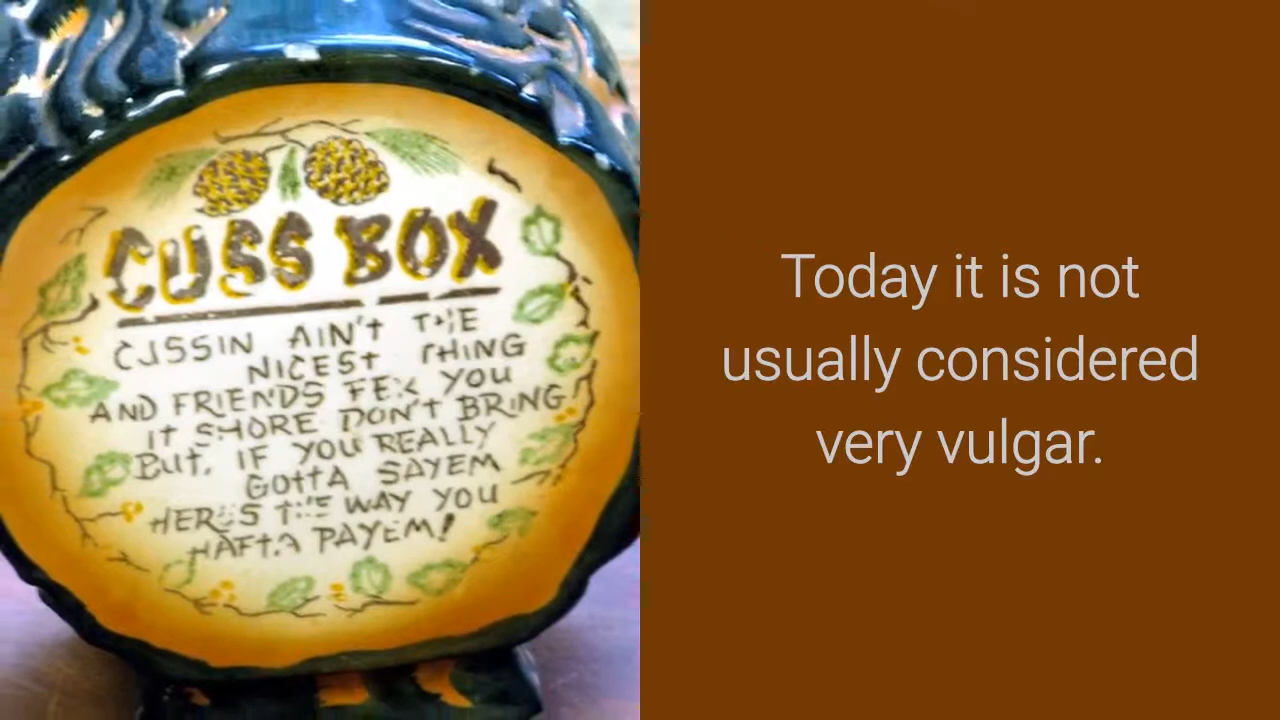 CUSS BOX
CUSSIN AIN'T THE
NICEST THING
AND FRIENDS FER YOU
IT SHORE DON'T BRING
BUT, IF YOU REALLY
GOTTA SAYEM
HERE'S THE WAY YOU
HAFTA PAYEM!
Today it is not
usually considered
very vulgar.